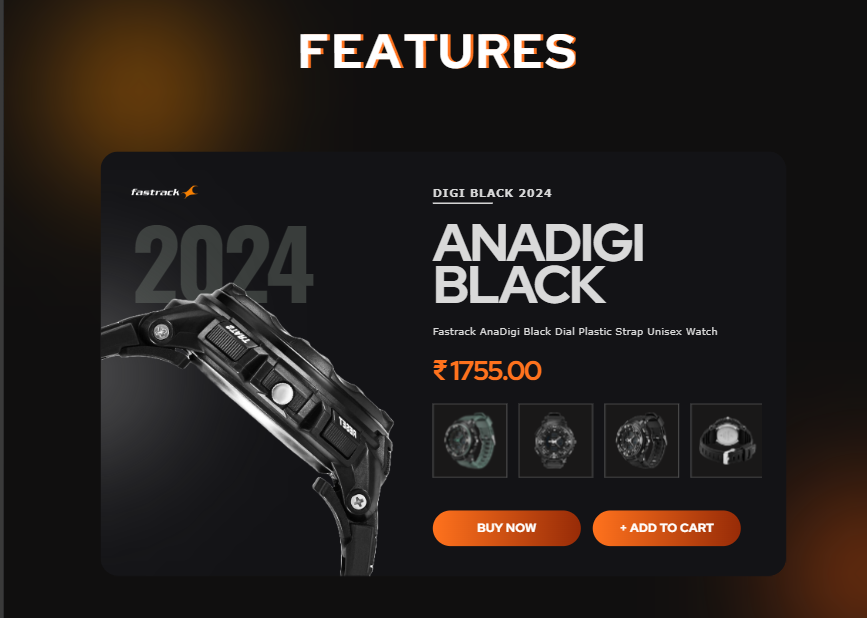 FEATURES
fastrack
2024
START
RESET
DIGI BLACK 2024
ANADIGI
BLACK
Fastrack AnaDigi Black Dial Plastic Strap Unisex Watch
₹1755.00
BUY NOW
+ ADD TO CART